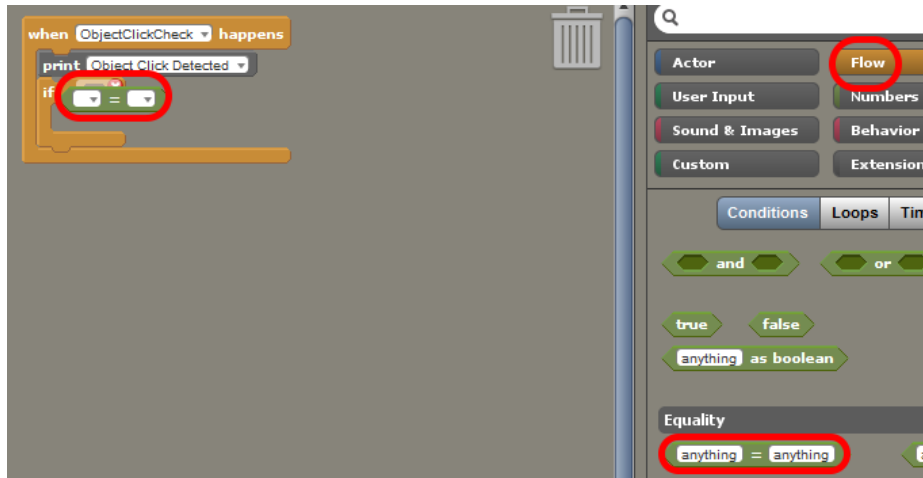 when ObjectClickCheck happens
print Object Click Detected
if
=
Actor
Flow
User Input
Numbers
Sound & Images
Behavior
Custom
Conditions
Loops
and
or
true
false
anything as boolean
Equality
anything = anything